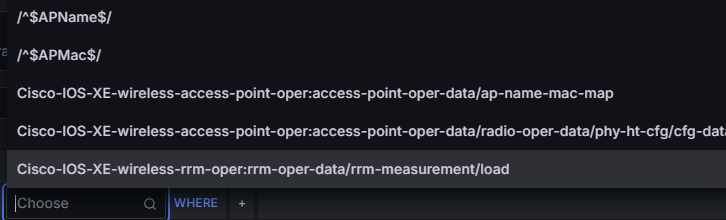 /^$APName$/
/^$APMac$/
Cisco-IOS-XE-wireless-access-point-oper:access-point-oper-data/ap-name-mac-map
Cisco-IOS-XE-wireless-access-point-oper:access-point-oper-data/radio-oper-data/phy-ht-cfg/cfg-data
Cisco-IOS-XE-wireless-rrm-oper:rrm-oper-data/rrm-measurement/load
Choose WHERE +